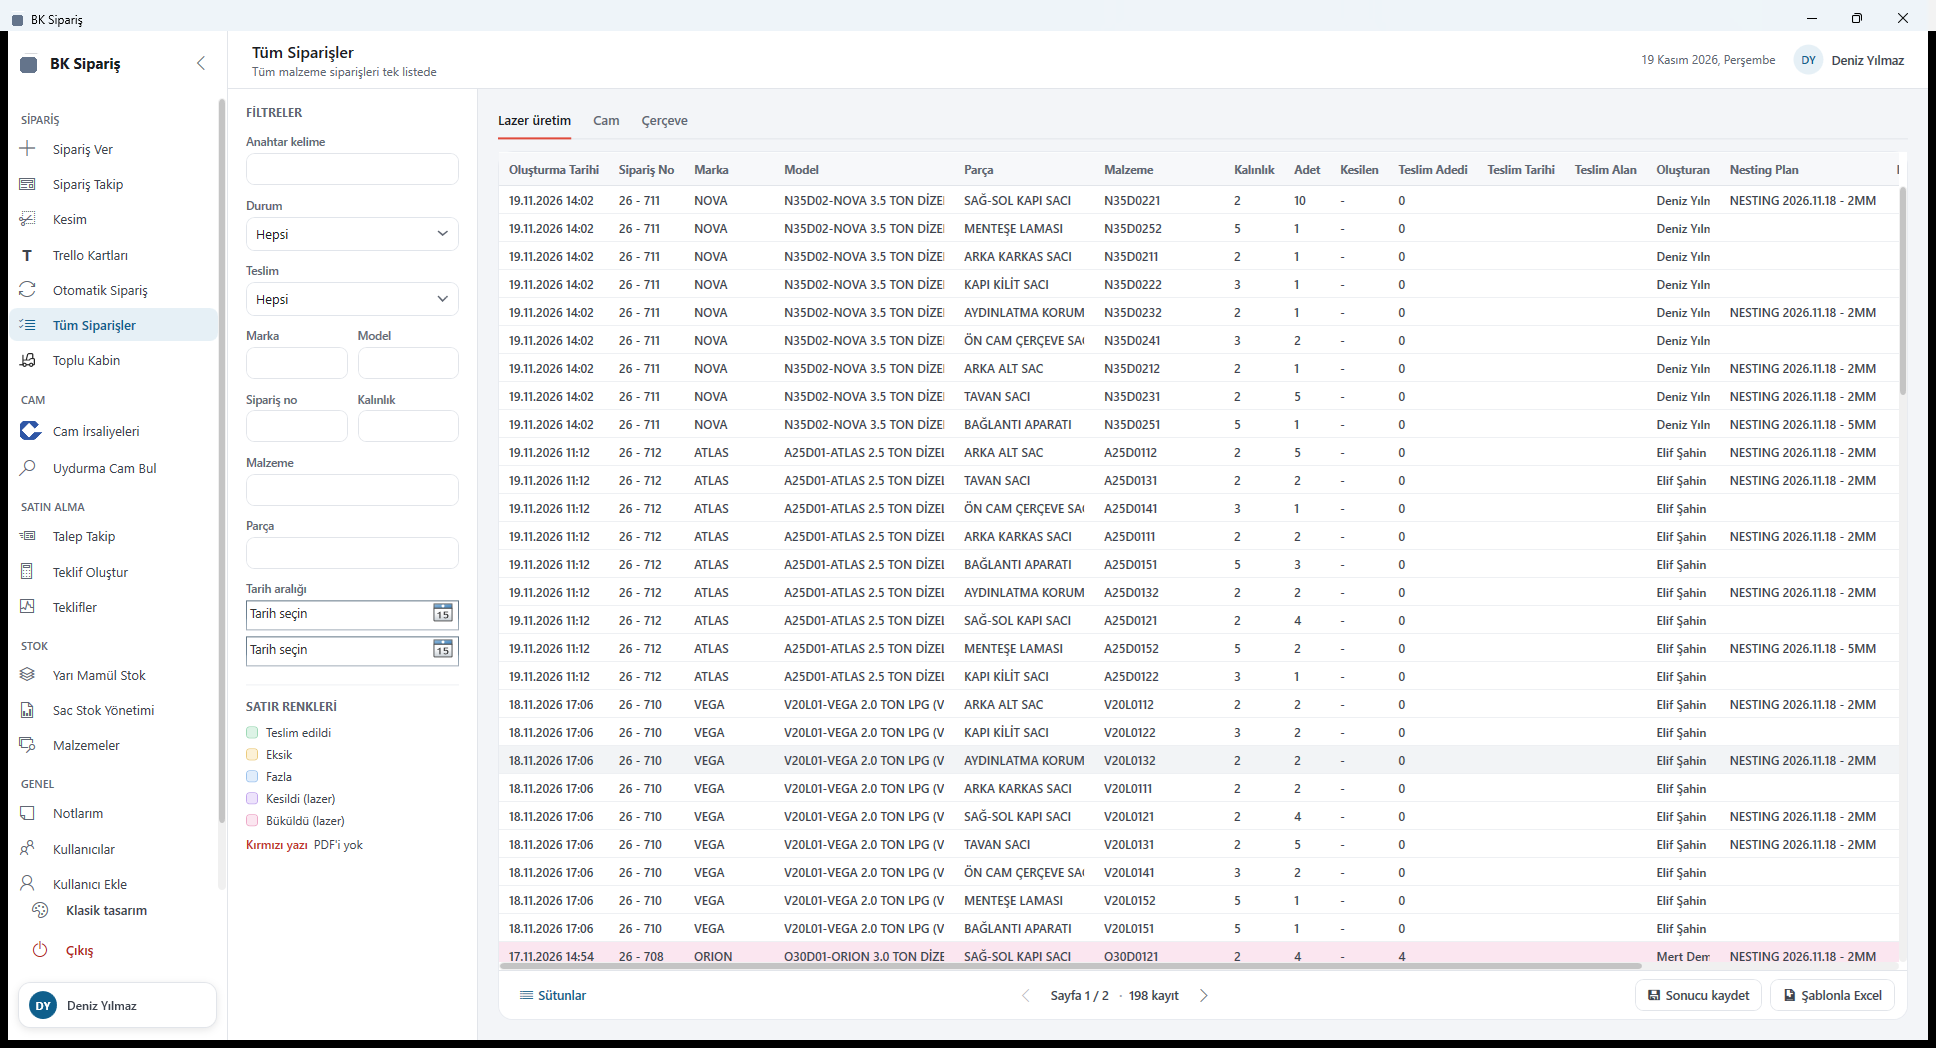 BK Sipariş
BK Sipariş
SİPARİŞ
Sipariş Ver
Sipariş Takip
Kesim
Trello Kartları
Otomatik Sipariş
Tüm Siparişler
Toplu Kabin
CAM
Cam İrsaliyeleri
Uydurma Cam Bul
SATIN ALMA
Talep Takip
Teklif Oluştur
Teklifler
STOK
Yarı Mamül Stok
Sac Stok Yönetimi
Malzemeler
GENEL
Notlarım
Kullanıcılar
Kullanıcı Ekle
Klasik tasarım
Çıkış
DY Deniz Yılmaz
Tüm Siparişler
Tüm malzeme siparişleri tek listede
19 Kasım 2026, Perşembe DY Deniz Yılmaz
FİLTRELER
Anahtar kelime
Durum
Hepsi
Teslim
Hepsi
Marka Model
Sipariş no Kalınlık
Malzeme
Parça
Tarih aralığı
Tarih seçin 15
Tarih seçin 15
SATIR RENKLERİ
Teslim edildi
Eksik
Fazla
Kesildi (lazer)
Büküldü (lazer)
Kırmızı yazı PDF'i yok
Lazer üretim Cam Çerçeve
Oluşturma Tarihi Sipariş No Marka Model Parça Malzeme Kalınlık Adet Kesilen Teslim Adedi Teslim Tarihi Teslim Alan Oluşturan Nesting Plan
19.11.2026 14:02 26 - 711 NOVA N35D02-NOVA 3.5 TON DİZE SAĞ-SOL KAPI SACI N35D0221 2 10 - 0 Deniz Yıln NESTING 2026.11.18 - 2MM
19.11.2026 14:02 26 - 711 NOVA N35D02-NOVA 3.5 TON DİZE MENTEŞE LAMASI N35D0252 5 1 - 0 Deniz Yıln
19.11.2026 14:02 26 - 711 NOVA N35D02-NOVA 3.5 TON DİZE ARKA KARKAS SACI N35D0211 2 1 - 0 Deniz Yıln
19.11.2026 14:02 26 - 711 NOVA N35D02-NOVA 3.5 TON DİZE KAPI KİLİT SACI N35D0222 3 1 - 0 Deniz Yıln
19.11.2026 14:02 26 - 711 NOVA N35D02-NOVA 3.5 TON DİZE AYDINLATMA KORUM N35D0232 2 1 - 0 Deniz Yıln NESTING 2026.11.18 - 2MM
19.11.2026 14:02 26 - 711 NOVA N35D02-NOVA 3.5 TON DİZE ÖN CAM ÇERÇEVE SA N35D0241 3 2 - 0 Deniz Yıln
19.11.2026 14:02 26 - 711 NOVA N35D02-NOVA 3.5 TON DİZE ARKA ALT SAC N35D0212 2 1 - 0 Deniz Yıln NESTING 2026.11.18 - 2MM
19.11.2026 14:02 26 - 711 NOVA N35D02-NOVA 3.5 TON DİZE TAVAN SACI N35D0231 2 5 - 0 Deniz Yıln NESTING 2026.11.18 - 2MM
19.11.2026 14:02 26 - 711 NOVA N35D02-NOVA 3.5 TON DİZE BAĞLANTI APARATI N35D0251 5 1 - 0 Deniz Yıln NESTING 2026.11.18 - 5MM
19.11.2026 11:12 26 - 712 ATLAS A25D01-ATLAS 2.5 TON DİZEL ARKA ALT SAC A25D0112 2 5 - 0 Elif Şahin NESTING 2026.11.18 - 2MM
19.11.2026 11:12 26 - 712 ATLAS A25D01-ATLAS 2.5 TON DİZEL TAVAN SACI A25D0131 2 2 - 0 Elif Şahin NESTING 2026.11.18 - 2MM
19.11.2026 11:12 26 - 712 ATLAS A25D01-ATLAS 2.5 TON DİZEL ÖN CAM ÇERÇEVE SA A25D0141 3 1 - 0 Elif Şahin
19.11.2026 11:12 26 - 712 ATLAS A25D01-ATLAS 2.5 TON DİZEL ARKA KARKAS SACI A25D0111 2 2 - 0 Elif Şahin NESTING 2026.11.18 - 2MM
19.11.2026 11:12 26 - 712 ATLAS A25D01-ATLAS 2.5 TON DİZEL BAĞLANTI APARATI A25D0151 5 3 - 0 Elif Şahin
19.11.2026 11:12 26 - 712 ATLAS A25D01-ATLAS 2.5 TON DİZEL AYDINLATMA KORUM A25D0132 2 2 - 0 Elif Şahin NESTING 2026.11.18 - 2MM
19.11.2026 11:12 26 - 712 ATLAS A25D01-ATLAS 2.5 TON DİZEL SAĞ-SOL KAPI SACI A25D0121 2 4 - 0 Elif Şahin
19.11.2026 11:12 26 - 712 ATLAS A25D01-ATLAS 2.5 TON DİZEL MENTEŞE LAMASI A25D0152 5 2 - 0 Elif Şahin NESTING 2026.11.18 - 5MM
19.11.2026 11:12 26 - 712 ATLAS A25D01-ATLAS 2.5 TON DİZEL KAPI KİLİT SACI A25D0122 3 1 - 0 Elif Şahin
18.11.2026 17:06 26 - 710 VEGA V20L01-VEGA 2.0 TON LPG (V ARKA ALT SAC V20L0112 2 2 - 0 Elif Şahin NESTING 2026.11.18 - 2MM
18.11.2026 17:06 26 - 710 VEGA V20L01-VEGA 2.0 TON LPG (V KAPI KİLİT SACI V20L0122 3 2 - 0 Elif Şahin
18.11.2026 17:06 26 - 710 VEGA V20L01-VEGA 2.0 TON LPG (V AYDINLATMA KORUM V20L0132 2 2 - 0 Elif Şahin NESTING 2026.11.18 - 2MM
18.11.2026 17:06 26 - 710 VEGA V20L01-VEGA 2.0 TON LPG (V ARKA KARKAS SACI V20L0111 2 2 - 0 Elif Şahin
18.11.2026 17:06 26 - 710 VEGA V20L01-VEGA 2.0 TON LPG (V SAĞ-SOL KAPI SACI V20L0121 2 4 - 0 Elif Şahin NESTING 2026.11.18 - 2MM
18.11.2026 17:06 26 - 710 VEGA V20L01-VEGA 2.0 TON LPG (V TAVAN SACI V20L0131 2 5 - 0 Elif Şahin NESTING 2026.11.18 - 2MM
18.11.2026 17:06 26 - 710 VEGA V20L01-VEGA 2.0 TON LPG (V ÖN CAM ÇERÇEVE SA V20L0141 3 2 - 0 Elif Şahin
18.11.2026 17:06 26 - 710 VEGA V20L01-VEGA 2.0 TON LPG (V MENTEŞE LAMASI V20L0152 5 1 - 0 Elif Şahin
18.11.2026 17:06 26 - 710 VEGA V20L01-VEGA 2.0 TON LPG (V BAĞLANTI APARATI V20L0151 5 1 - 0 Elif Şahin
17.11.2026 14:54 26 - 708 ORION O30D01-ORION 3.0 TON DİZE SAĞ-SOL KAPI SACI O30D0121 2 4 - 4 Mert Dem NESTING 2026.11.18 - 2MM
Sütunlar Sayfa 1 / 2 · 198 kayıt Sonucu kaydet Şablonla Excel